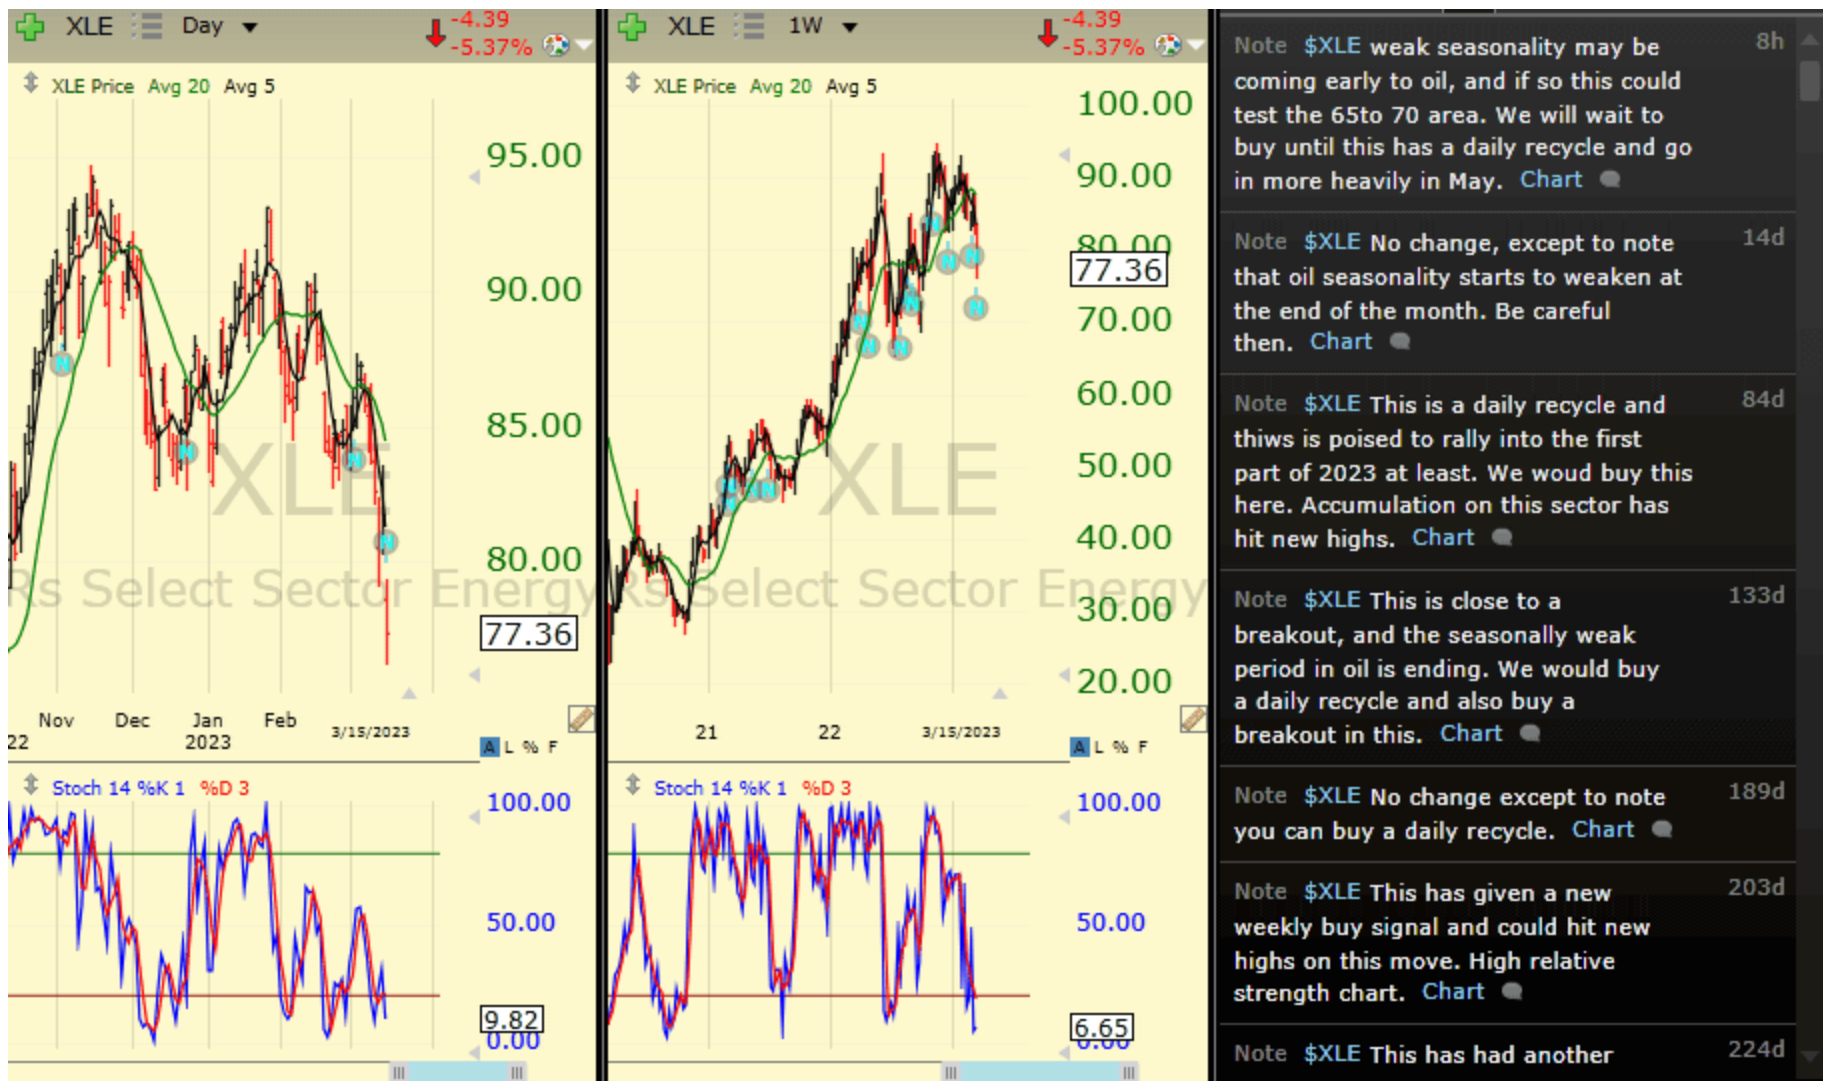 XLE Day -4.39
-5.37%
XLE Price Avg 20 Avg 5
95.00
90.00
85.00
80.00
77.36
XLE
Rs Select Sector Energy
Nov Dec Jan Feb 3/15/2023
22 2023
A L % F
Stoch 14 %K 1 %D 3
100.00
50.00
9.82
0.00
N
N
N
N
XLE 1W -4.39
-5.37%
XLE Price Avg 20 Avg 5
100.00
90.00
80.00
77.36
70.00
60.00
50.00
40.00
30.00
20.00
XLE
Rs Select Sector Energy
21 22 3/15/2023
A L % F
Stoch 14 %K 1 %D 3
100.00
50.00
6.65
0.00
Note $XLE weak seasonality may be 8h
coming early to oil, and if so this could
test the 65to 70 area. We will wait to
buy until this has a daily recycle and go
in more heavily in May. Chart
Note $XLE No change, except to note 14d
that oil seasonality starts to weaken at
the end of the month. Be careful
then. Chart
Note $XLE This is a daily recycle and 84d
thiws is poised to rally into the first
part of 2023 at least. We woud buy this
here. Accumulation on this sector has
hit new highs. Chart
Note $XLE This is close to a 133d
breakout, and the seasonally weak
period in oil is ending. We would buy
a daily recycle and also buy a
breakout in this. Chart
Note $XLE No change except to note 189d
you can buy a daily recycle. Chart
Note $XLE This has given a new 203d
weekly buy signal and could hit new
highs on this move. High relative
strength chart. Chart
Note $XLE This has had another 224d